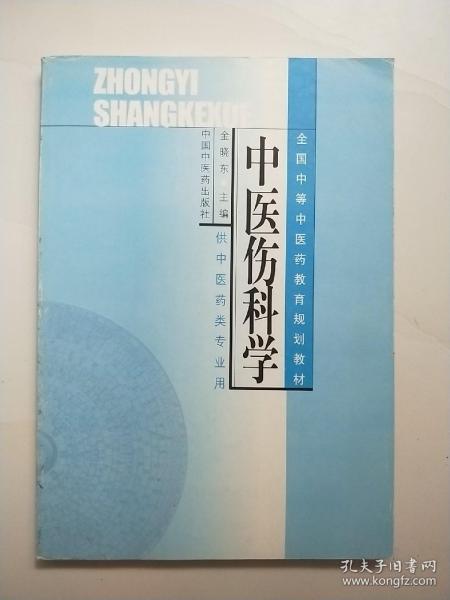 ZHONGYI
SHANGKEXUE
全国中等中医药教育规划教材
中医伤科学
金晓东 主编
供中医药类专业用
中国中医药出版社
孔夫子旧书网
www.kongfz.com